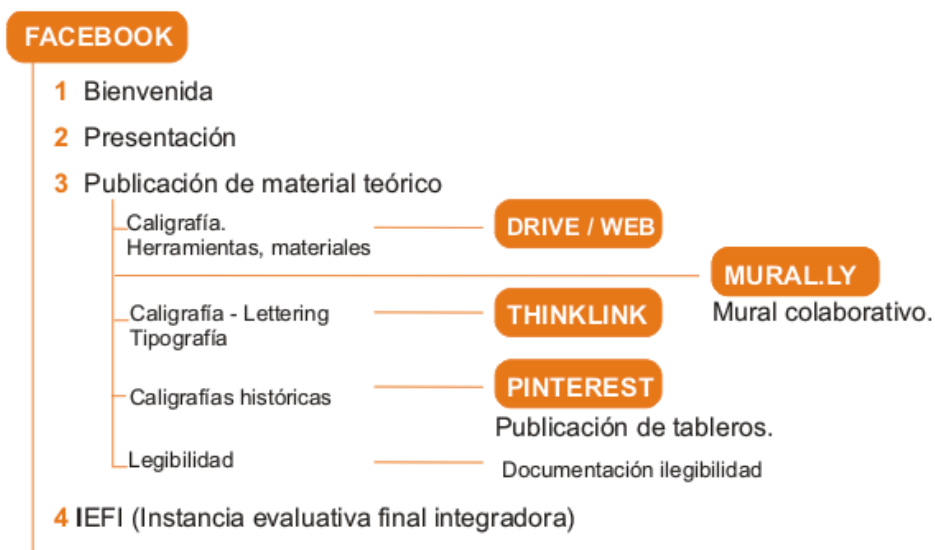 FACEBOOK
1 Bienvenida
2 Presentación
3 Publicación de material teórico
Caligrafía.
Herramientas, materiales
DRIVE / WEB
MURAL.LY
Mural colaborativo.
Caligrafía - Lettering
Tipografía
THINKLINK
Caligrafías históricas
PINTEREST
Publicación de tableros.
Legibilidad
Documentación ilegibilidad
4 IEFI (Instancia evaluativa final integradora)